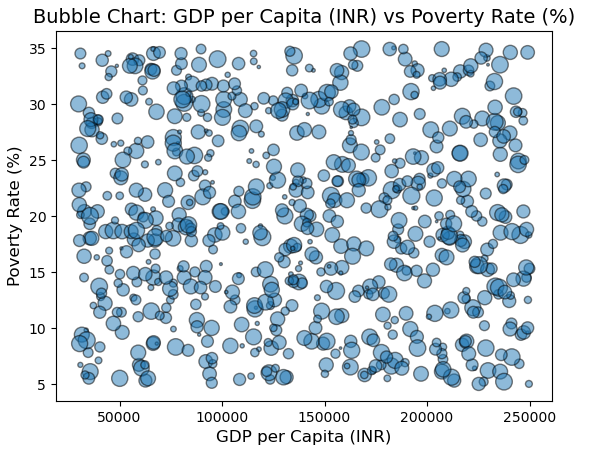 Bubble Chart: GDP per Capita (INR) vs Poverty Rate (%)
35
30
25
20
15
10
5
Poverty Rate (%)
50000 100000 150000 200000 250000
GDP per Capita (INR)